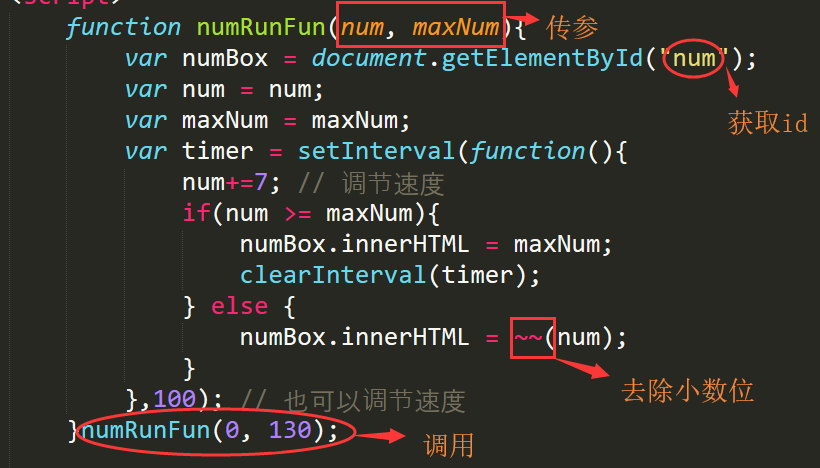 <script>
function numRunFun(num, maxNum){ 传参
var numBox = document.getElementById("num");
var num = num; 获取id
var maxNum = maxNum;
var timer = setInterval(function(){
num+=7; // 调节速度
if(num >= maxNum){
numBox.innerHTML = maxNum;
clearInterval(timer);
} else {
numBox.innerHTML = ~~(num);
} 去除小数位
},100); // 也可以调节速度
}numRunFun(0, 130); 调用